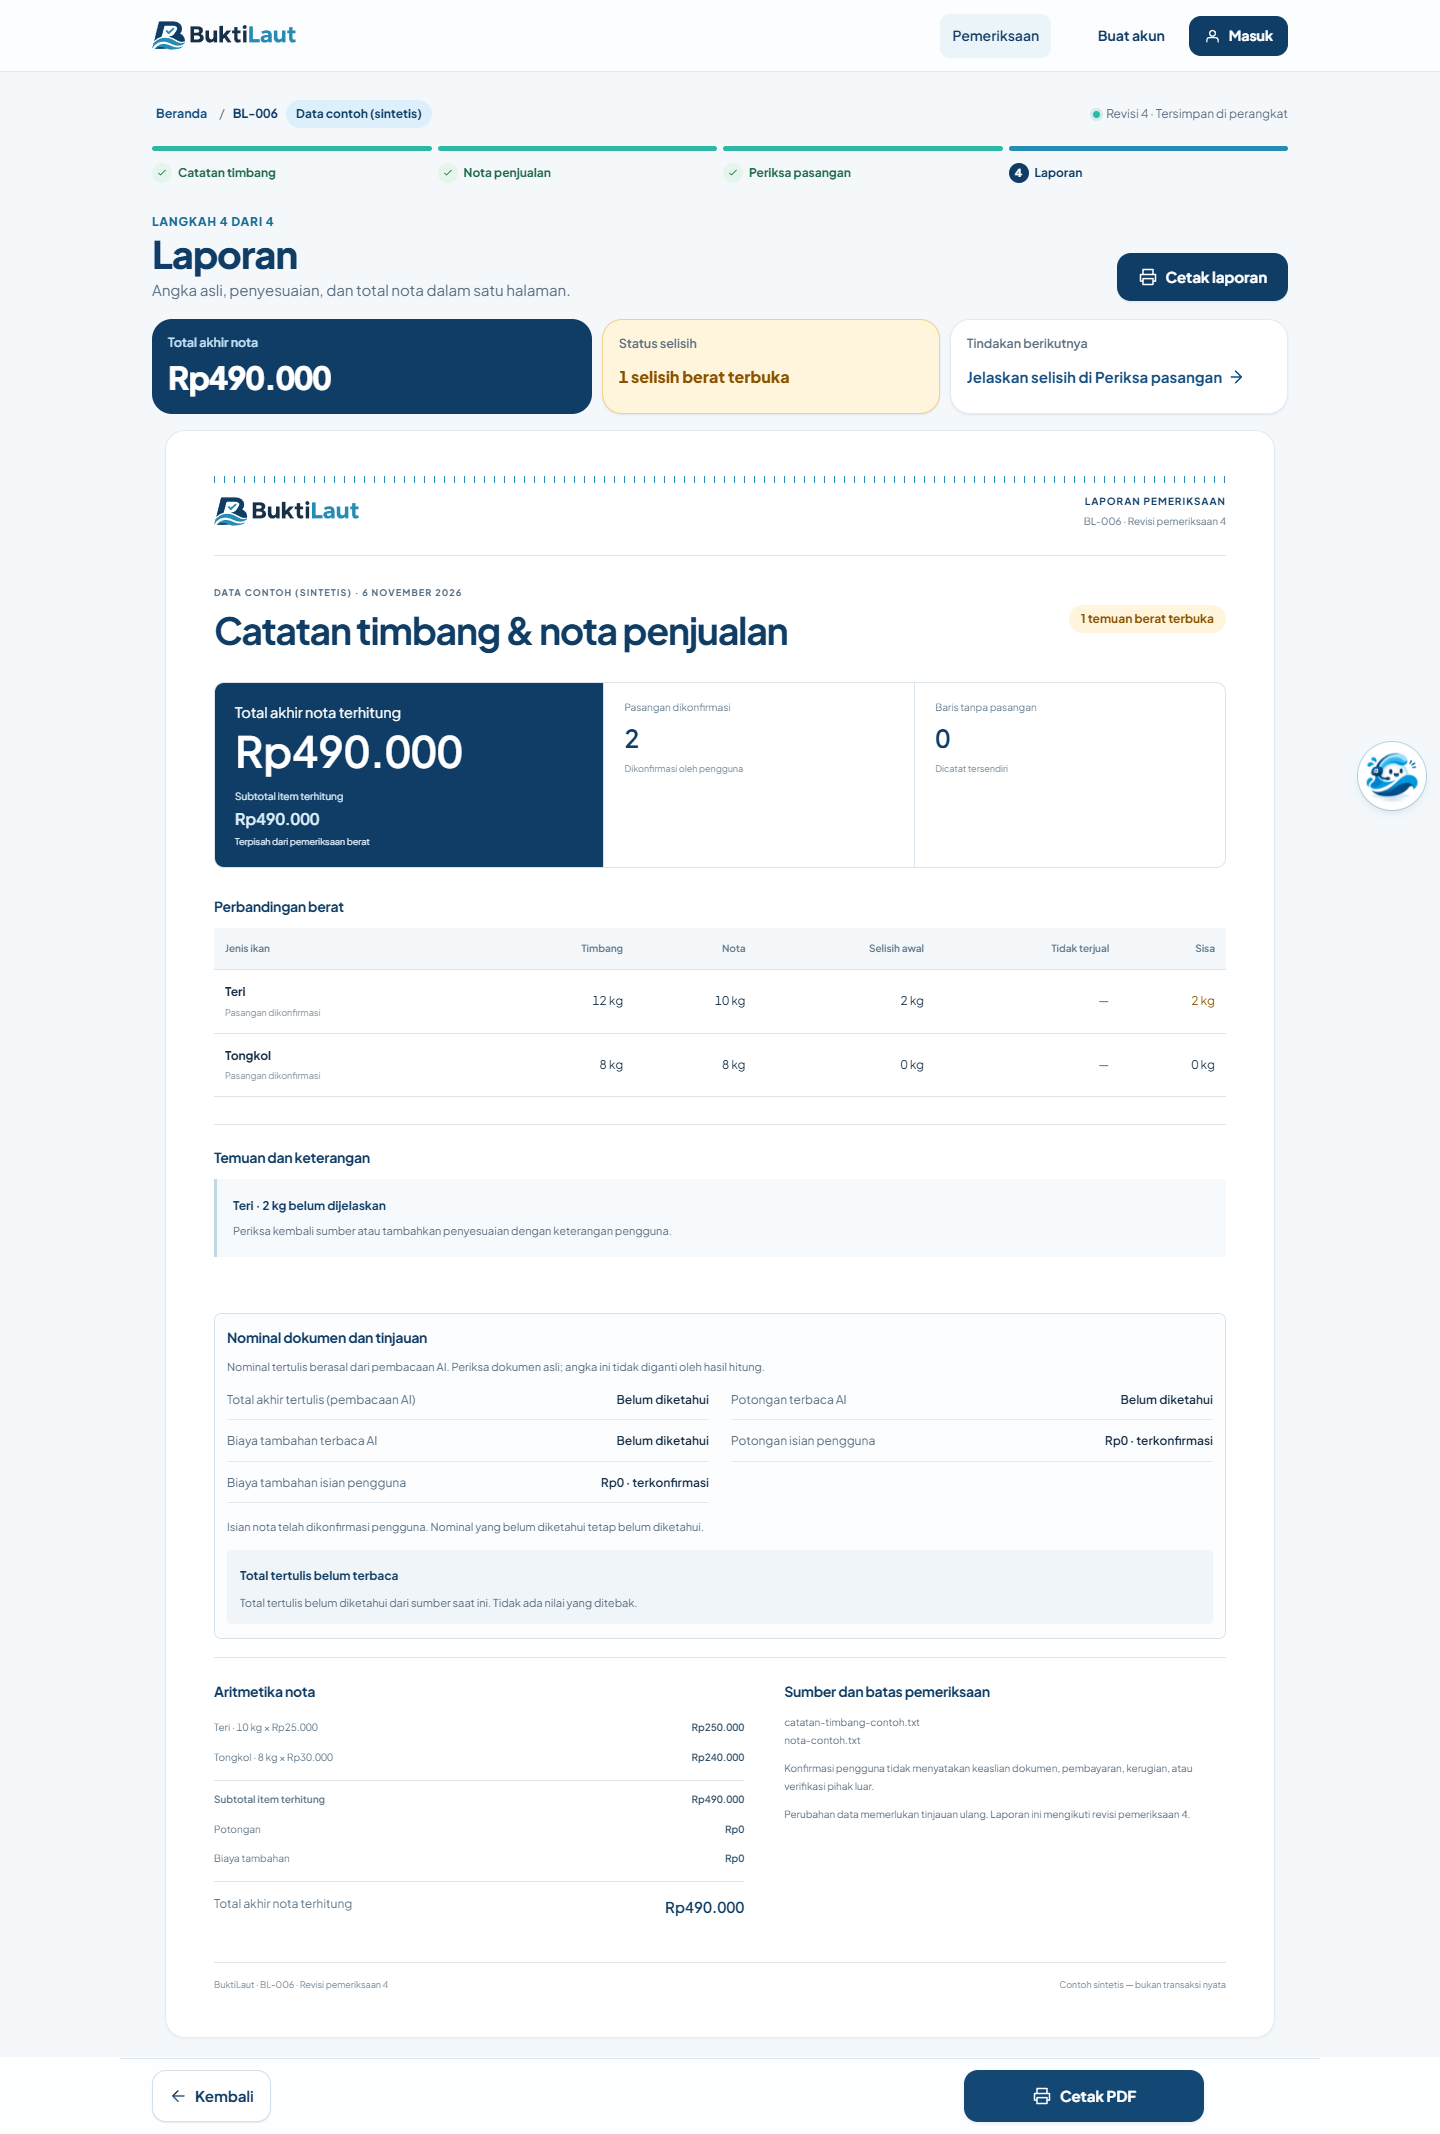 BuktiLaut
Pemeriksaan
Buat akun
Masuk
Beranda / BL-006 Data contoh (sintetis)
Revisi 4 · Tersimpan di perangkat
Catatan timbang
Nota penjualan
Periksa pasangan
4 Laporan
LANGKAH 4 DARI 4
Laporan
Angka asli, penyesuaian, dan total nota dalam satu halaman.
Cetak laporan
Total akhir nota
Rp490.000
Status selisih
1 selisih berat terbuka
Tindakan berikutnya
Jelaskan selisih di Periksa pasangan →
BuktiLaut
LAPORAN PEMERIKSAAN
BL-006 · Revisi pemeriksaan 4
DATA CONTOH (SINTETIS) · 6 NOVEMBER 2026
Catatan timbang & nota penjualan
1 temuan berat terbuka
Total akhir nota terhitung
Rp490.000
Subtotal item terhitung
Rp490.000
Terpisah dari pemeriksaan berat
Pasangan dikonfirmasi
2
Dikonfirmasi oleh pengguna
Baris tanpa pasangan
0
Dicatat tersendiri
Perbandingan berat
Jenis ikan Timbang Nota Selisih awal Tidak terjual Sisa
Teri 12 kg 10 kg 2 kg — 2 kg
Pasangan dikonfirmasi
Tongkol 8 kg 8 kg 0 kg — 0 kg
Pasangan dikonfirmasi
Temuan dan keterangan
Teri · 2 kg belum dijelaskan
Periksa kembali sumber atau tambahkan penyesuaian dengan keterangan pengguna.
Nominal dokumen dan tinjauan
Nominal tertulis berasal dari pembacaan AI. Periksa dokumen asli; angka ini tidak diganti oleh hasil hitung.
Total akhir tertulis (pembacaan AI) Belum diketahui
Potongan terbaca AI Belum diketahui
Biaya tambahan terbaca AI Belum diketahui
Potongan isian pengguna Rp0 · terkonfirmasi
Biaya tambahan isian pengguna Rp0 · terkonfirmasi
Isian nota telah dikonfirmasi pengguna. Nominal yang belum diketahui tetap belum diketahui.
Total tertulis belum terbaca
Total tertulis belum diketahui dari sumber saat ini. Tidak ada nilai yang ditebak.
Aritmetika nota
Teri · 10 kg × Rp25.000 Rp250.000
Tongkol · 8 kg × Rp30.000 Rp240.000
Subtotal item terhitung Rp490.000
Potongan Rp0
Biaya tambahan Rp0
Total akhir nota terhitung Rp490.000
Sumber dan batas pemeriksaan
catatan-timbang-contoh.txt
nota-contoh.txt
Konfirmasi pengguna tidak menyatakan keaslian dokumen, pembayaran, kerugian, atau
verifikasi pihak luar.
Perubahan data memerlukan tinjauan ulang. Laporan ini mengikuti revisi pemeriksaan 4.
BuktiLaut · BL-006 · Revisi pemeriksaan 4
Contoh sintetis — bukan transaksi nyata
← Kembali
Cetak PDF